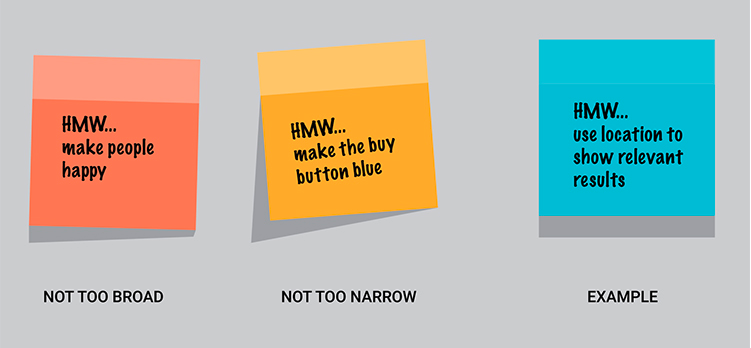 HMW...
make people
happy
HMW...
make the buy
button blue
HMW...
use location to
show relevant
results
NOT TOO BROAD
NOT TOO NARROW
EXAMPLE